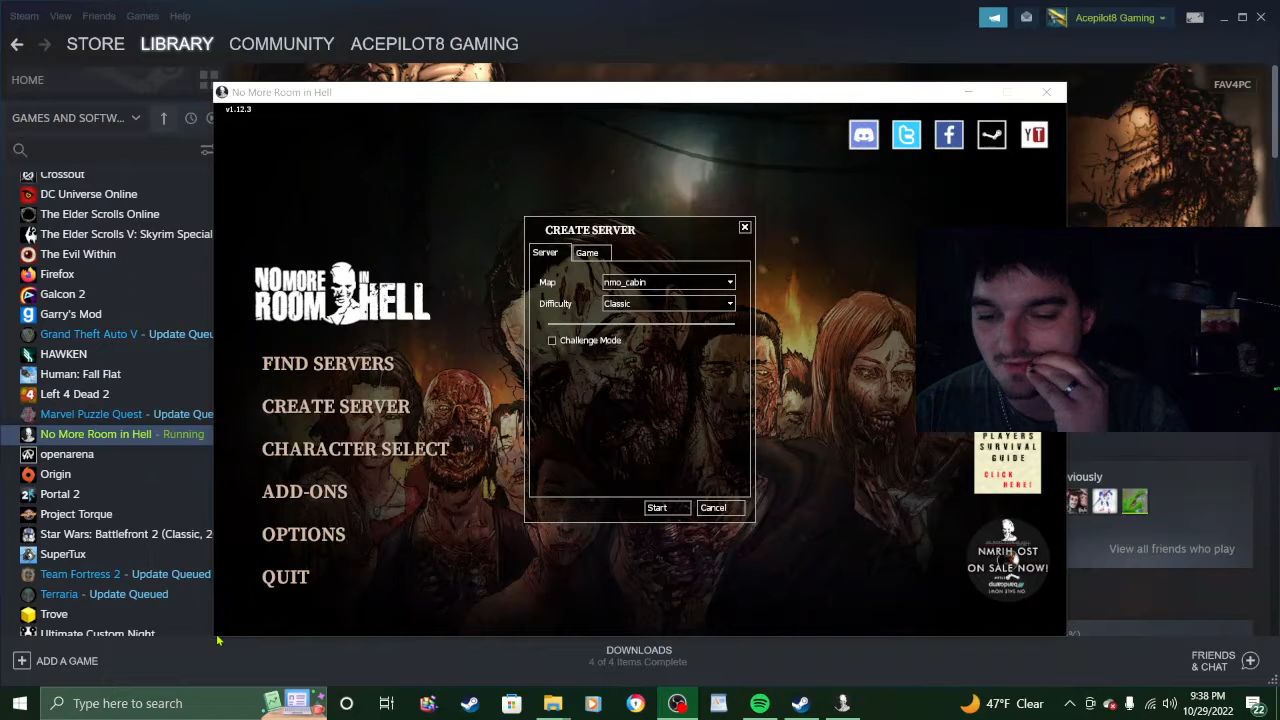 Steam View Friends Games Help
Acepilot8 Gaming
STORE LIBRARY COMMUNITY ACEPILOT8 GAMING
HOME
No More Room in Hell
FAV4PC
v1.12.3
GAMES AND SOFTW...
YT
Crossout
DC Universe Online
The Elder Scrolls Online
The Elder Scrolls V: Skyrim Special
The Evil Within
Firefox
Galcon 2
Garry's Mod
Grand Theft Auto V - Update Queu
HAWKEN
Human: Fall Flat
Left 4 Dead 2
Marvel Puzzle Quest - Update Que
No More Room in Hell - Running
openarena
Origin
Portal 2
Project Torque
Star Wars: Battlefront 2 (Classic, 2
SuperTux
Team Fortress 2 - Update Queued
Terraria - Update Queued
Trove
Ultimate Custom Night
NO MORE ROOM IN HELL
FIND SERVERS
CREATE SERVER
CHARACTER SELECT
ADD-ONS
OPTIONS
QUIT
CREATE SERVER
Server Game
Map nmo_cabin
Difficulty Classic
Challenge Mode
Start Cancel
PLAYERS
SURVIVAL
GUIDE
CLICK
HERE!
viously
View all friends who play
NMRIH OST
ON SALE NOW!
ADD A GAME
DOWNLOADS
4 of 4 Items Complete
FRIENDS
& CHAT
Type here to search
47°F Clear
9:38 PM
10/29/2022
22